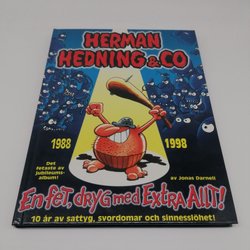 HERMAN
HEDNING & CO
1988
1998
Det
fetaste av
Jubileums-
album!
av Jonas Darnell
En fet, dryg med Extra Allt!
10 år av sattyg, svordomar och sinnesslöhet!